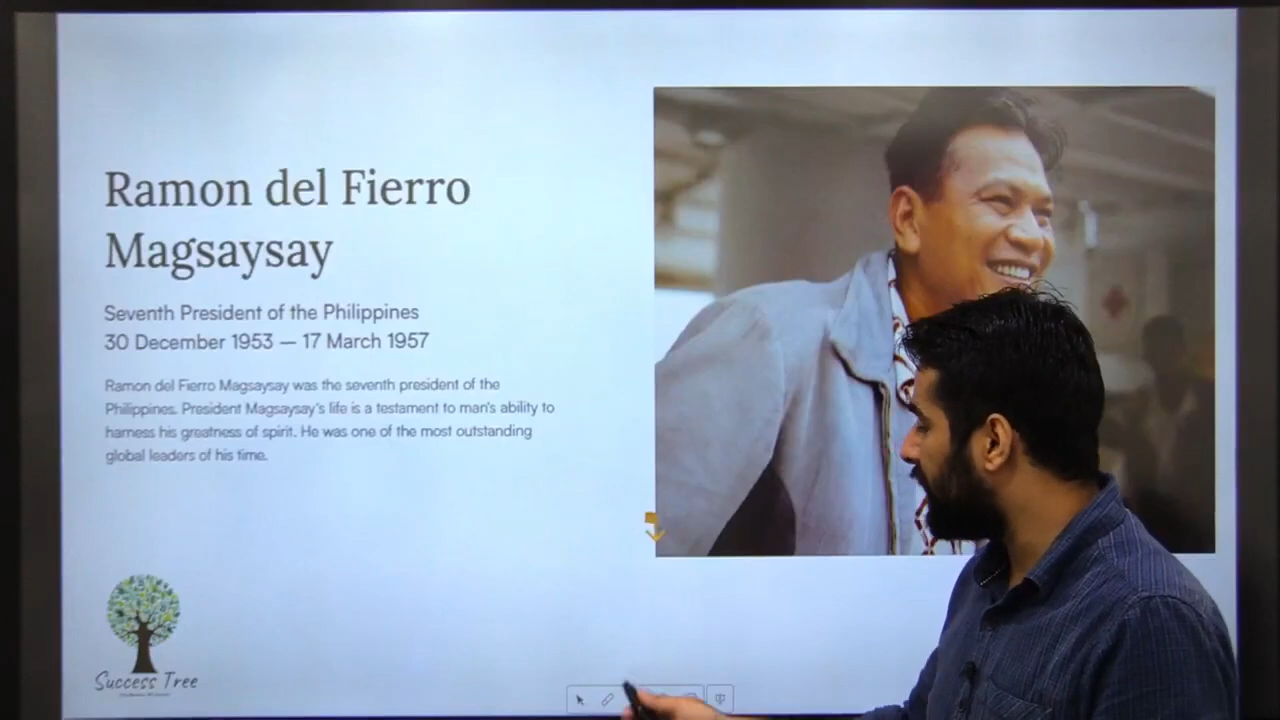 Ramon del Fierro
Magsaysay
Seventh President of the Philippines
30 December 1953 — 17 March 1957
Ramon del Fierro Magsaysay was the seventh president of the
Philippines. President Magsaysay's life is a testament to man's ability to
harness his greatness of spirit. He was one of the most outstanding
global leaders of his time.
Success Tree